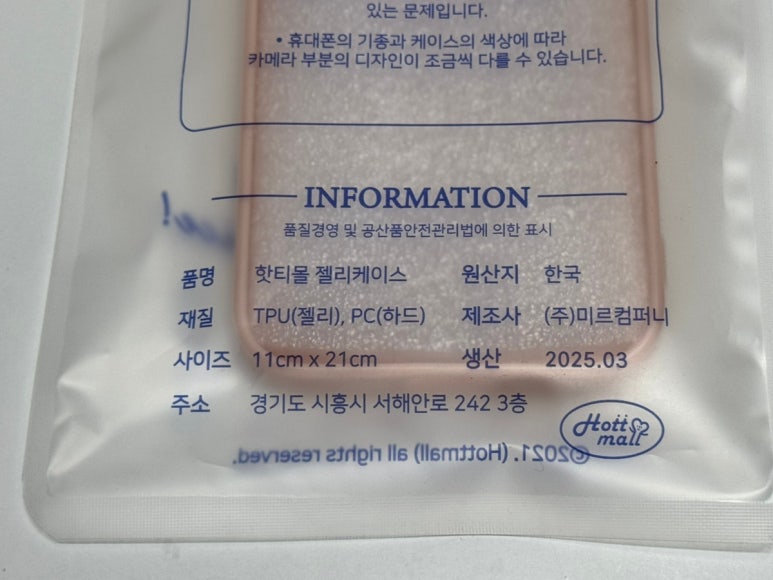 있는 문제입니다.
• 휴대폰의 기종과 케이스의 색상에 따라
카메라 부분의 디자인이 조금씩 다를 수 있습니다.
INFORMATION
품질경영 및 공산품안전관리법에 의한 표시
품명 핫티몰 젤리케이스 원산지 한국
재질 TPU(젤리), PC(하드) 제조사 (주)미르컴퍼니
사이즈 11cm x 21cm 생산 2025.03
주소 경기도 시흥시 서해안로 242 3층
Hott
mall
©2021. (Hottmall) all rights reserved.